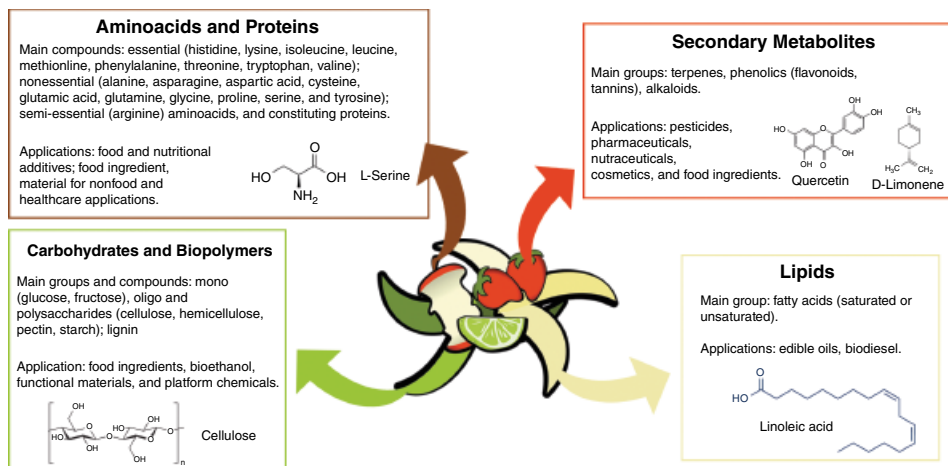 Aminoacids and Proteins
Main compounds: essential (histidine, lysine, isoleucine, leucine,
methionline, phenylalanine, threonine, tryptophan, valine);
nonessential (alanine, asparagine, aspartic acid, cysteine,
glutamic acid, glutamine, glycine, proline, serine, and tyrosine);
semi-essential (arginine) aminoacids, and constituting proteins.
Applications: food and nutritional
additives; food ingredient,
material for nonfood and
healthcare applications.
O
HO
OH
NH2
L-Serine
Secondary Metabolites
Main groups: terpenes, phenolics (flavonoids,
tannins), alkaloids.
Applications: pesticides,
pharmaceuticals,
nutraceuticals,
cosmetics, and food ingredients.
OH
OH
HO
O
OH
OH
O
Quercetin
CH3
H3C
CH2
D-Limonene
Carbohydrates and Biopolymers
Main groups and compounds: mono
(glucose, fructose), oligo and
polysaccharides (cellulose, hemicellulose,
pectin, starch); lignin
Application: food ingredients, bioethanol,
functional materials, and platform chemicals.
OH
O
HO
OH
O
OH
HO
O
O
OH
n
Cellulose
Lipids
Main group: fatty acids (saturated or
unsaturated).
Applications: edible oils, biodiesel.
O
HO
Linoleic acid